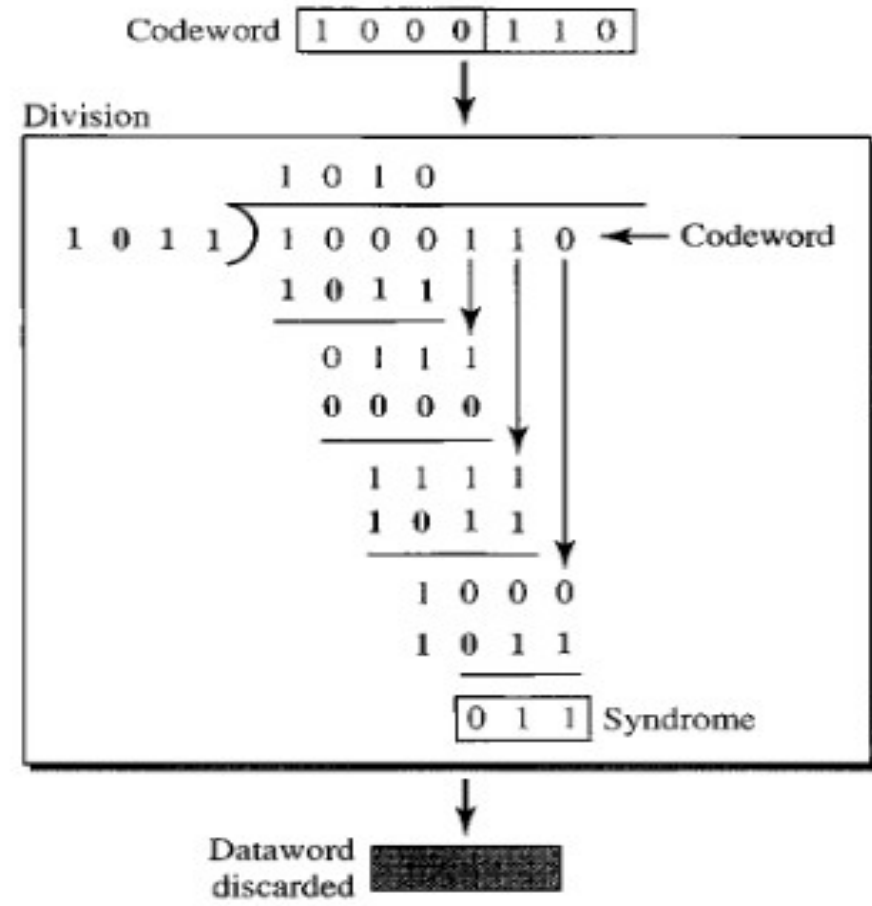 Codeword 1 0 0 0 1 1 0
Division
1 0 1 0
1 0 1 1 1 0 0 0 1 1 0 Codeword
1 0 1 1
0 1 1 1
0 0 0 0
1 1 1 1
1 0 1 1
1 0 0 0
1 0 1 1
0 1 1 Syndrome
Dataword
discarded